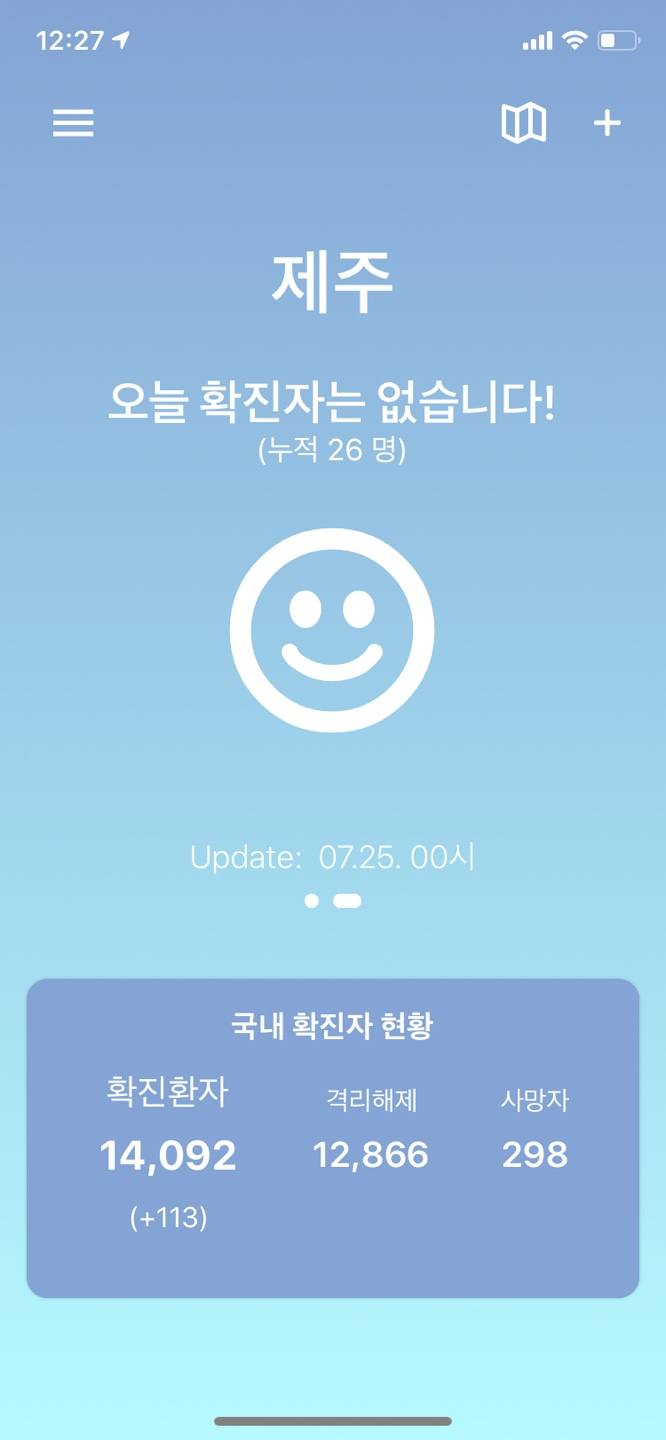 12:27
제주
오늘 확진자는 없습니다!
(누적 26 명)
Update: 07.25. 00시
국내 확진자 현황
확진환자 격리해제 사망자
14,092 12,866 298
(+113)